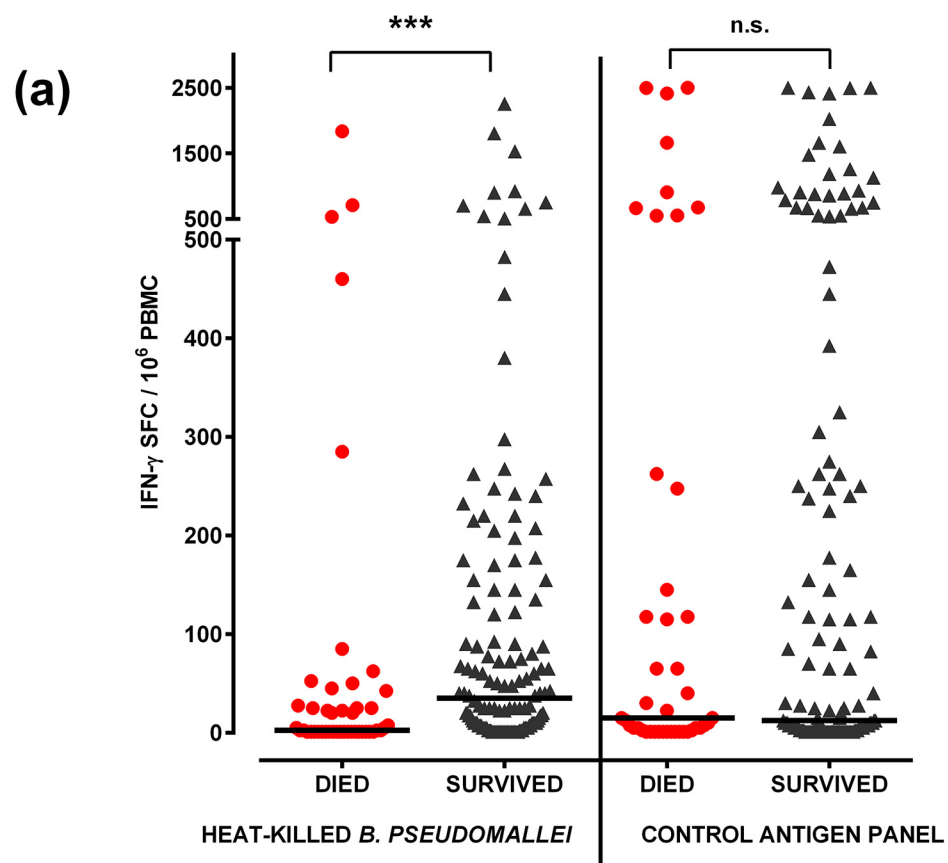 (a)
***
n.s.
IFN-γ SFC / 10⁶ PBMC
2500
1500
500
500
400
300
200
100
0
DIED
SURVIVED
DIED
SURVIVED
HEAT-KILLED B. PSEUDOMALLEI
CONTROL ANTIGEN PANEL